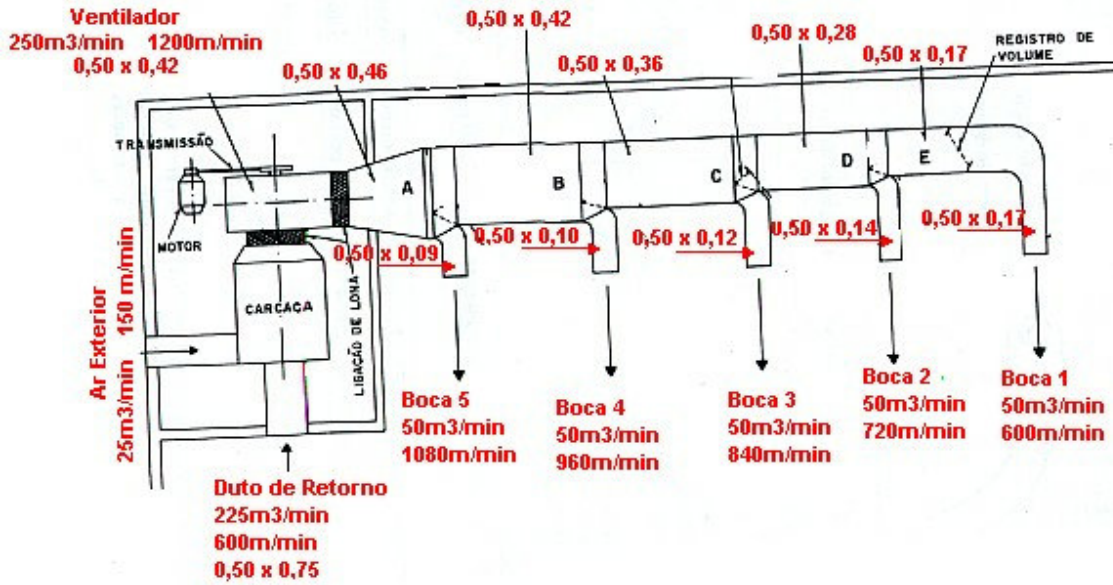 Ventilador
250m3/min 1200m/min
0,50 x 0,42
0,50 x 0,46
0,50 x 0,42
0,50 x 0,36
0,50 x 0,28
0,50 x 0,17
REGISTRO DE
VOLUME
TRANSMISSÃO
MOTOR
A
B
C
D
E
0,50 x 0,09
0,50 x 0,10
0,50 x 0,12
0,50 x 0,14
0,50 x 0,17
CARCAÇA
LIGAÇÃO DE LONA
Ar Exterior
25m3/min 150 m/min
Boca 5
50m3/min
1080m/min
Boca 4
50m3/min
960m/min
Boca 3
50m3/min
840m/min
Boca 2
50m3/min
720m/min
Boca 1
50m3/min
600m/min
Duto de Retorno
225m3/min
600m/min
0,50 x 0,75